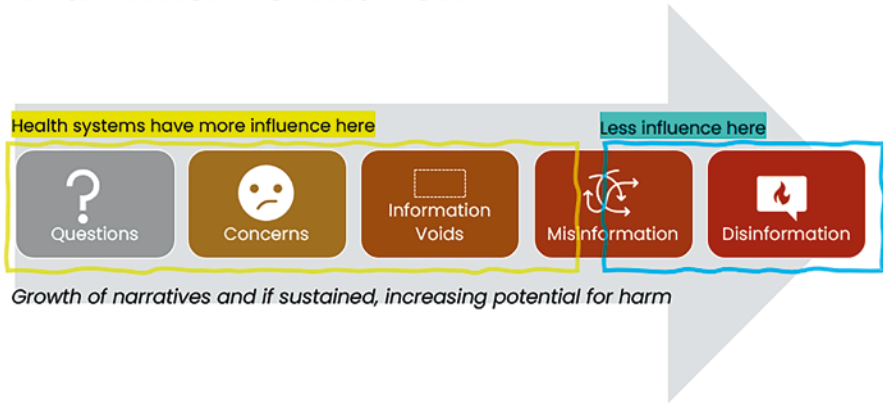 Health systems have more influence here
Less influence here
Questions
Concerns
Information
Voids
Misinformation
Disinformation
Growth of narratives and if sustained, increasing potential for harm